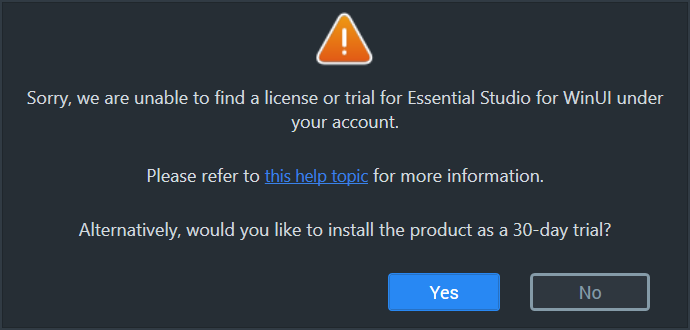 Sorry, we are unable to find a license or trial for Essential Studio for WinUI under
your account.
Please refer to this help topic for more information.
Alternatively, would you like to install the product as a 30-day trial?
Yes
No